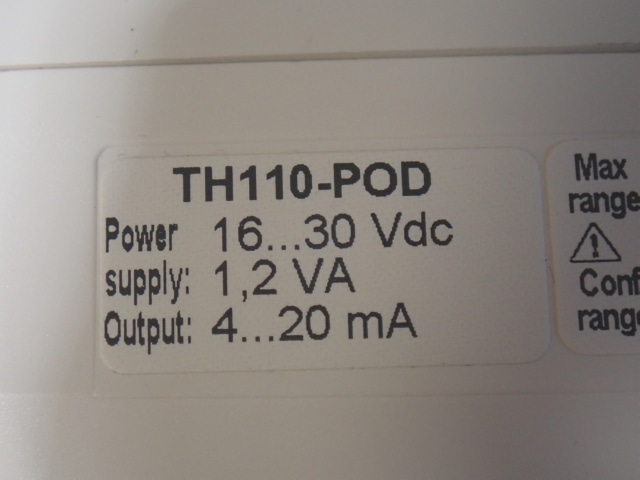 TH110-POD
Power 16...30 Vdc
supply: 1,2 VA
Output: 4...20 mA
Max
range
Conf
range